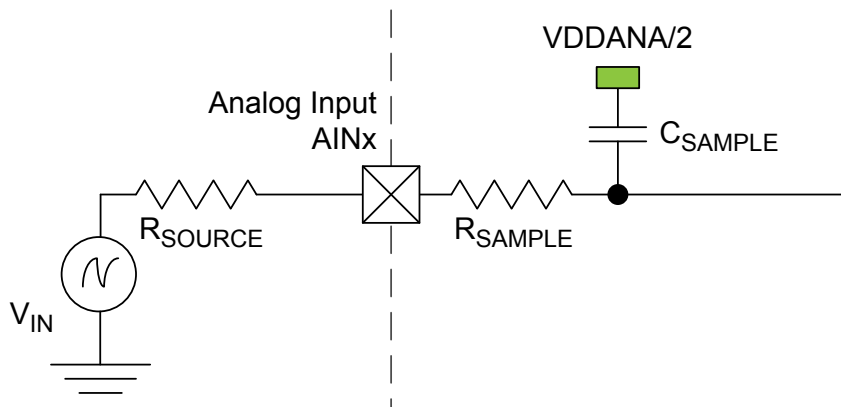 VDDANA/2
Analog Input
AINx
CSAMPLE
RSOURCE
RSAMPLE
VIN